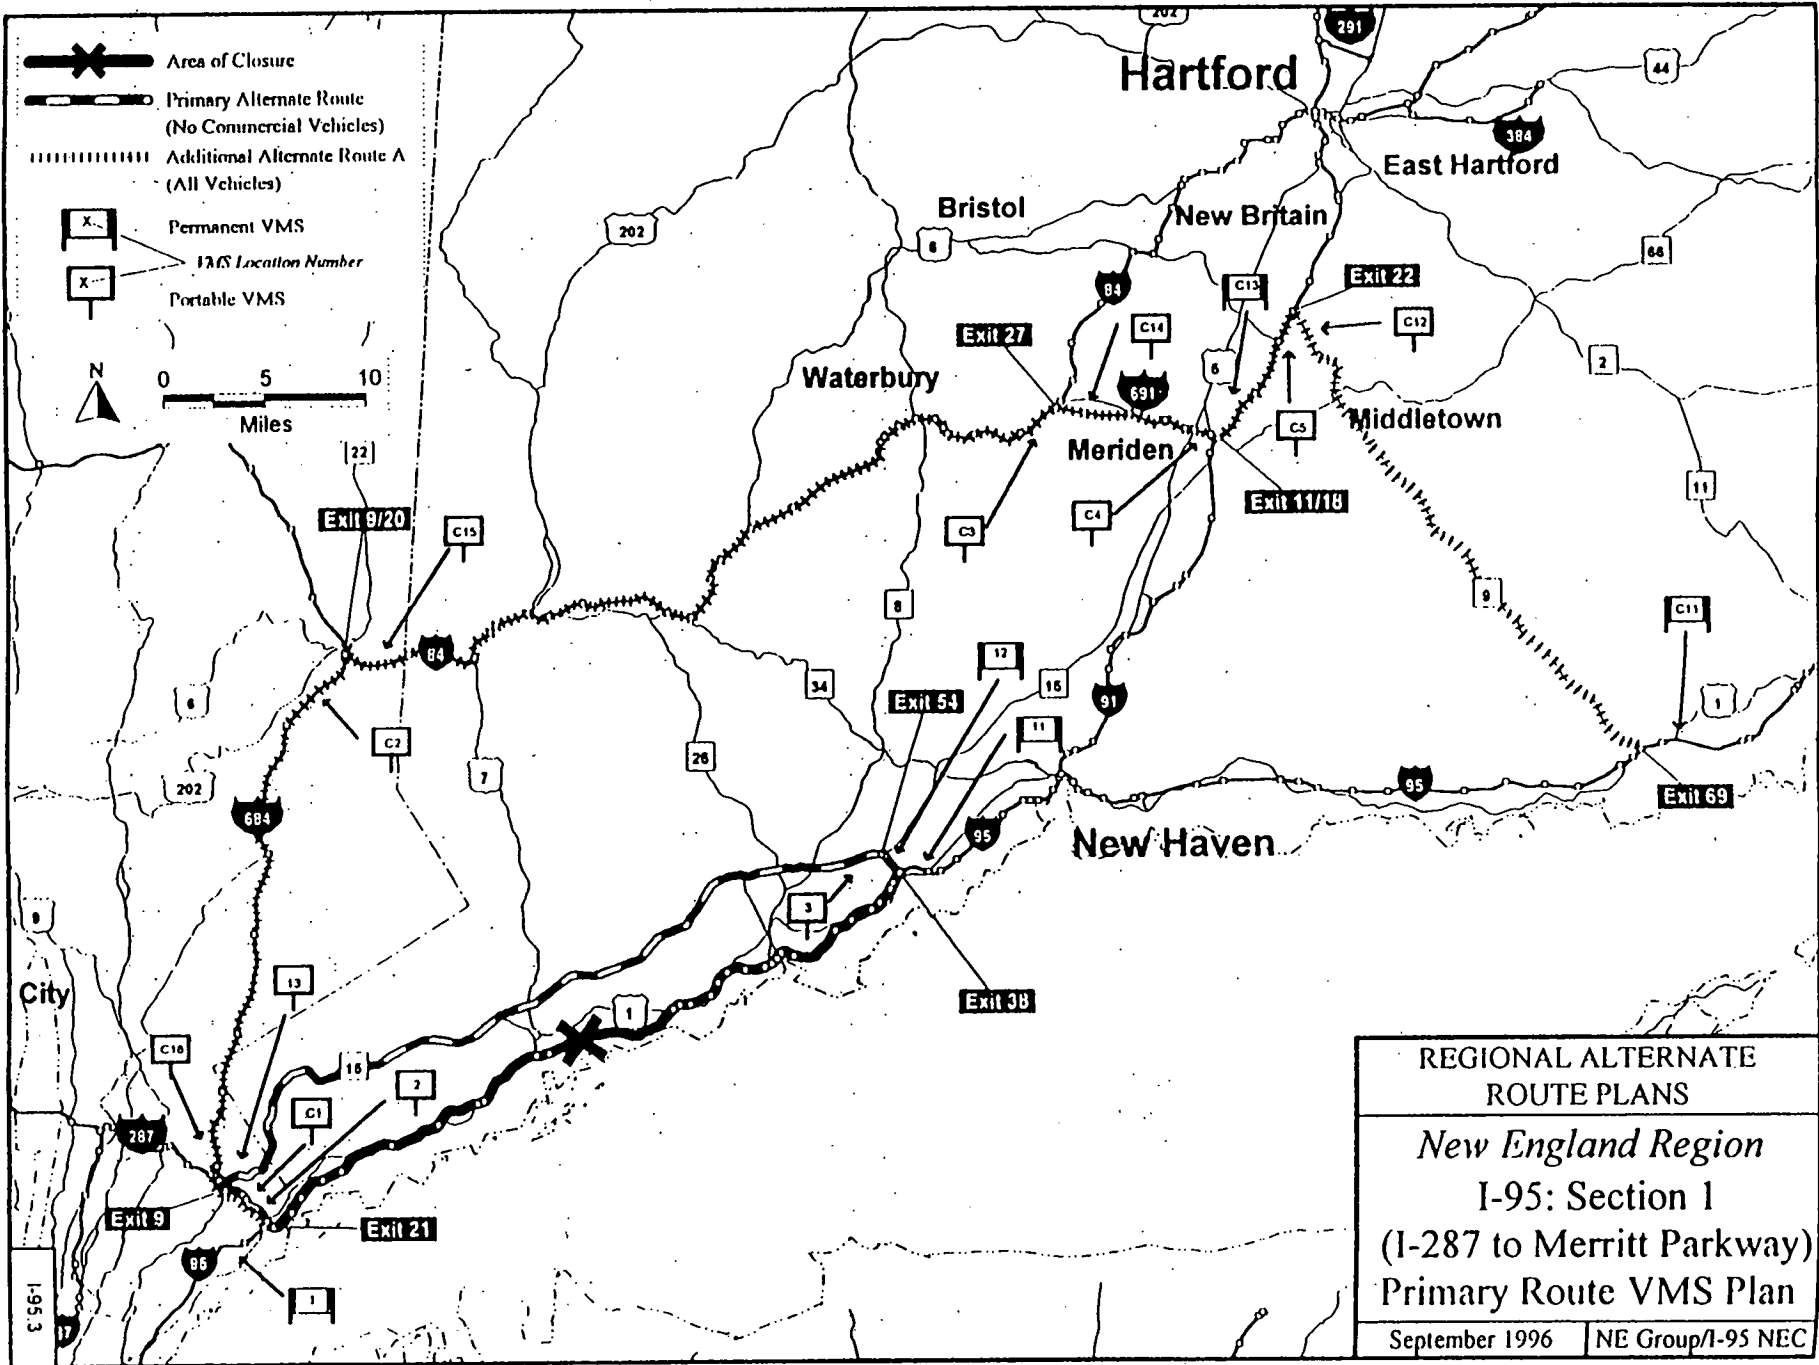 Area of Closure
Primary Alternate Route
(No Commercial Vehicles)
Additional Alternate Route A
(All Vehicles)
X
Permanent VMS
VMS Location Number
X
Portable VMS
N
0 5 10
Miles
202
291
Hartford
44
384
East Hartford
Bristol
New Britain
202
6
66
84
C13
Exit 22
C14
C12
Exit 27
6
2
Waterbury
691
C5
Middletown
Meriden
22
11
Exit 9/20
C15
C3
C4
Exit 11/18
9
8
C11
84
12
6
34
15
Exit 54
91
1
C2
11
26
7
202
95
684
Exit 69
95
New Haven
9
3
City
13
Exit 38
1
C16
15
2
C1
287
Exit 9
Exit 21
95
1
I-95.3
REGIONAL ALTERNATE
ROUTE PLANS
New England Region
I-95: Section 1
(I-287 to Merritt Parkway)
Primary Route VMS Plan
September 1996
NE Group/I-95 NEC